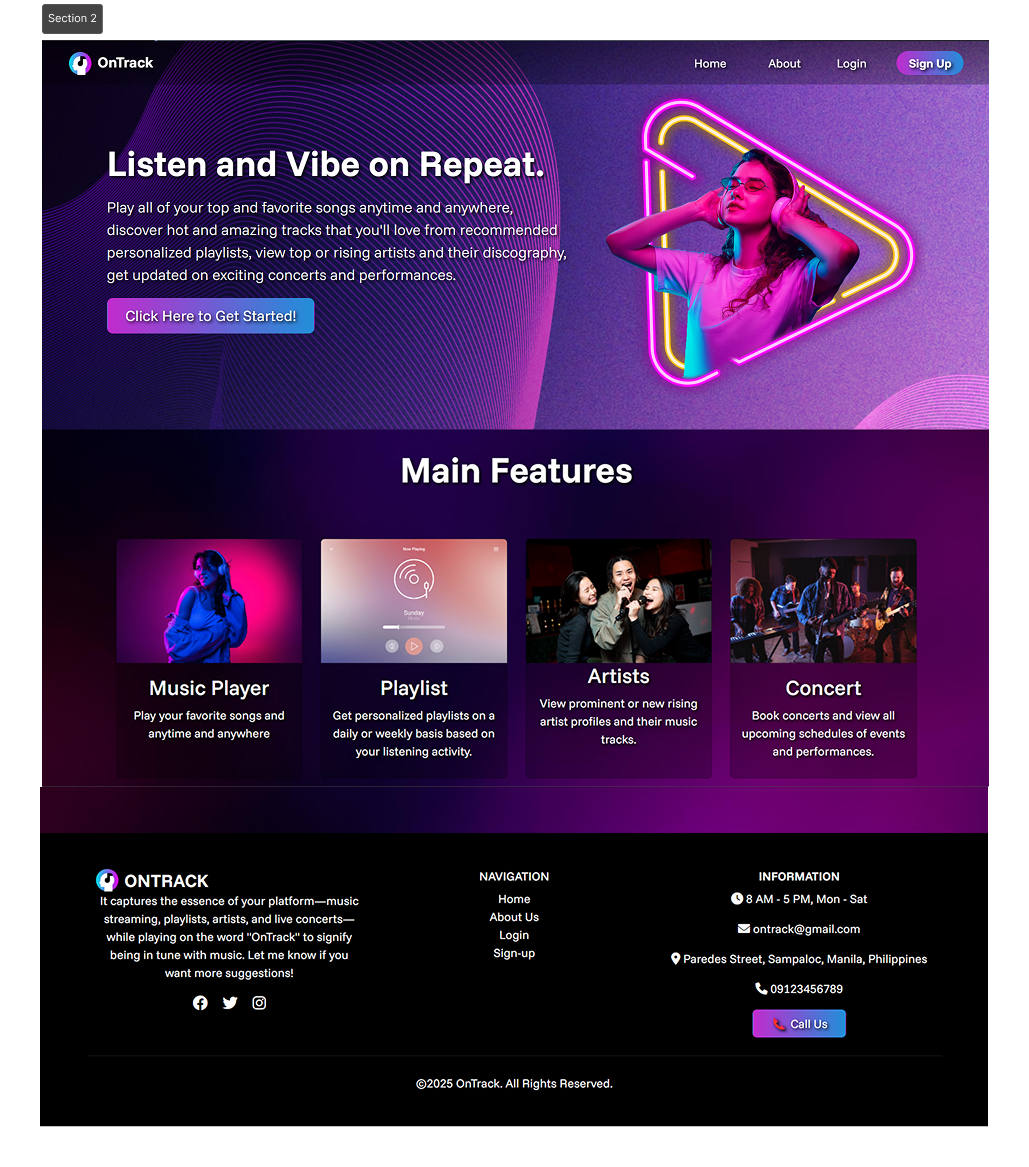 Section 2
OnTrack
Home
About
Login
Sign Up
Listen and Vibe on Repeat.
Play all of your top and favorite songs anytime and anywhere,
discover hot and amazing tracks that you'll love from recommended
personalized playlists, view top or rising artists and their discography,
get updated on exciting concerts and performances.
Click Here to Get Started!
Main Features
Music Player
Play your favorite songs and
anytime and anywhere
Now Playing
Sunday
Playlist
Get personalized playlists on a
daily or weekly basis based on
your listening activity.
Artists
View prominent or new rising
artist profiles and their music
tracks.
Concert
Book concerts and view all
upcoming schedules of events
and performances.
ONTRACK
It captures the essence of your platform—music
streaming, playlists, artists, and live concerts—
while playing on the word "OnTrack" to signify
being in tune with music. Let me know if you
want more suggestions!
NAVIGATION
Home
About Us
Login
Sign-up
INFORMATION
8 AM - 5 PM, Mon - Sat
ontrack@gmail.com
Paredes Street, Sampaloc, Manila, Philippines
09123456789
Call Us
©2025 OnTrack. All Rights Reserved.